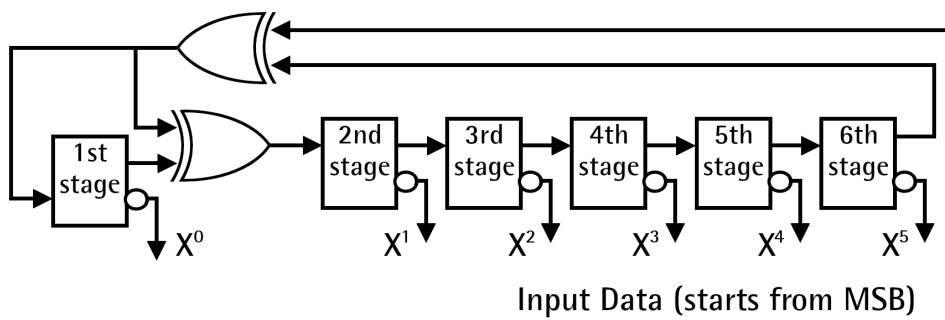 1st
stage
2nd
stage
3rd
stage
4th
stage
5th
stage
6th
stage
X⁰
X¹
X²
X³
X⁴
X⁵
Input Data (starts from MSB)